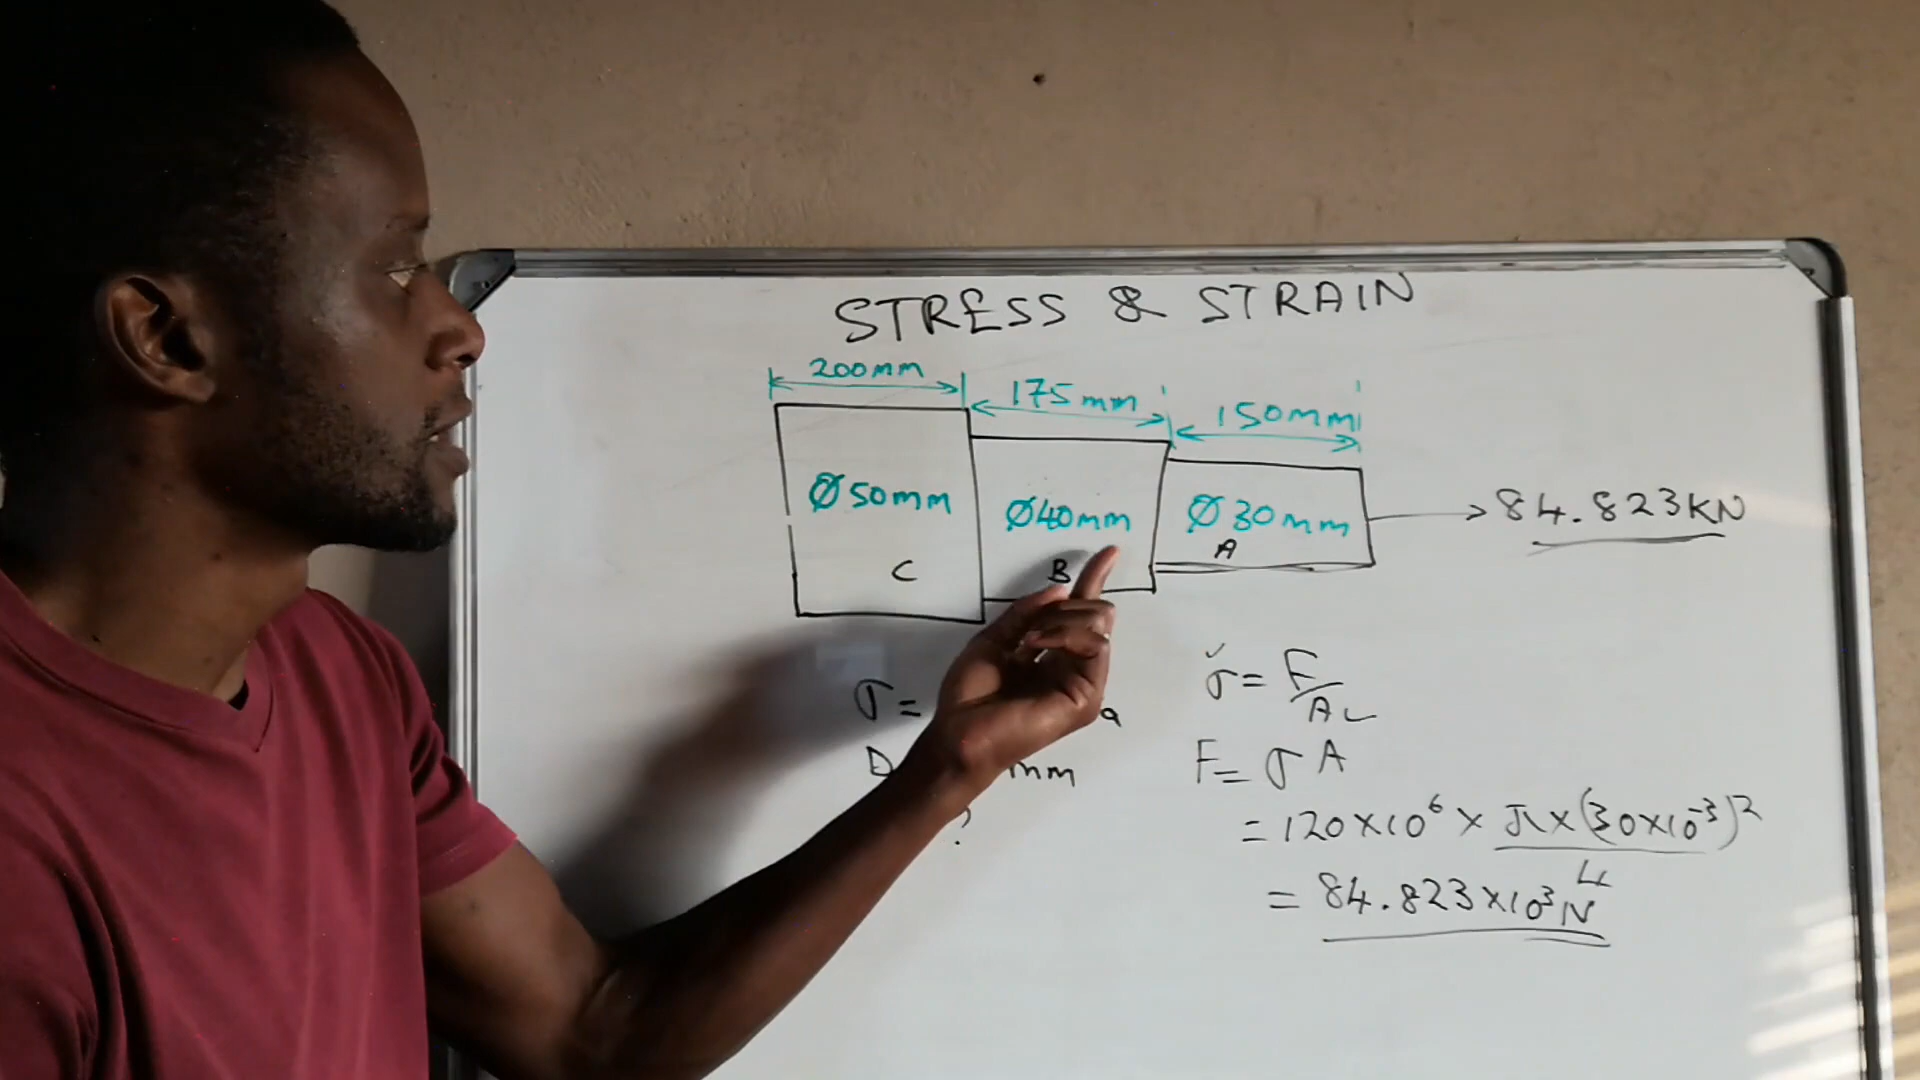 STRESS & STRAIN
200mm
175mm
150mm
Ø50mm
Ø40mm
Ø30mm
84.823KN
C
B
A
σ =
D mm
?
σ = F/A
F = σ A
= 120×10⁶ × π×(30×10⁻³)²/4
= 84.823×10³N